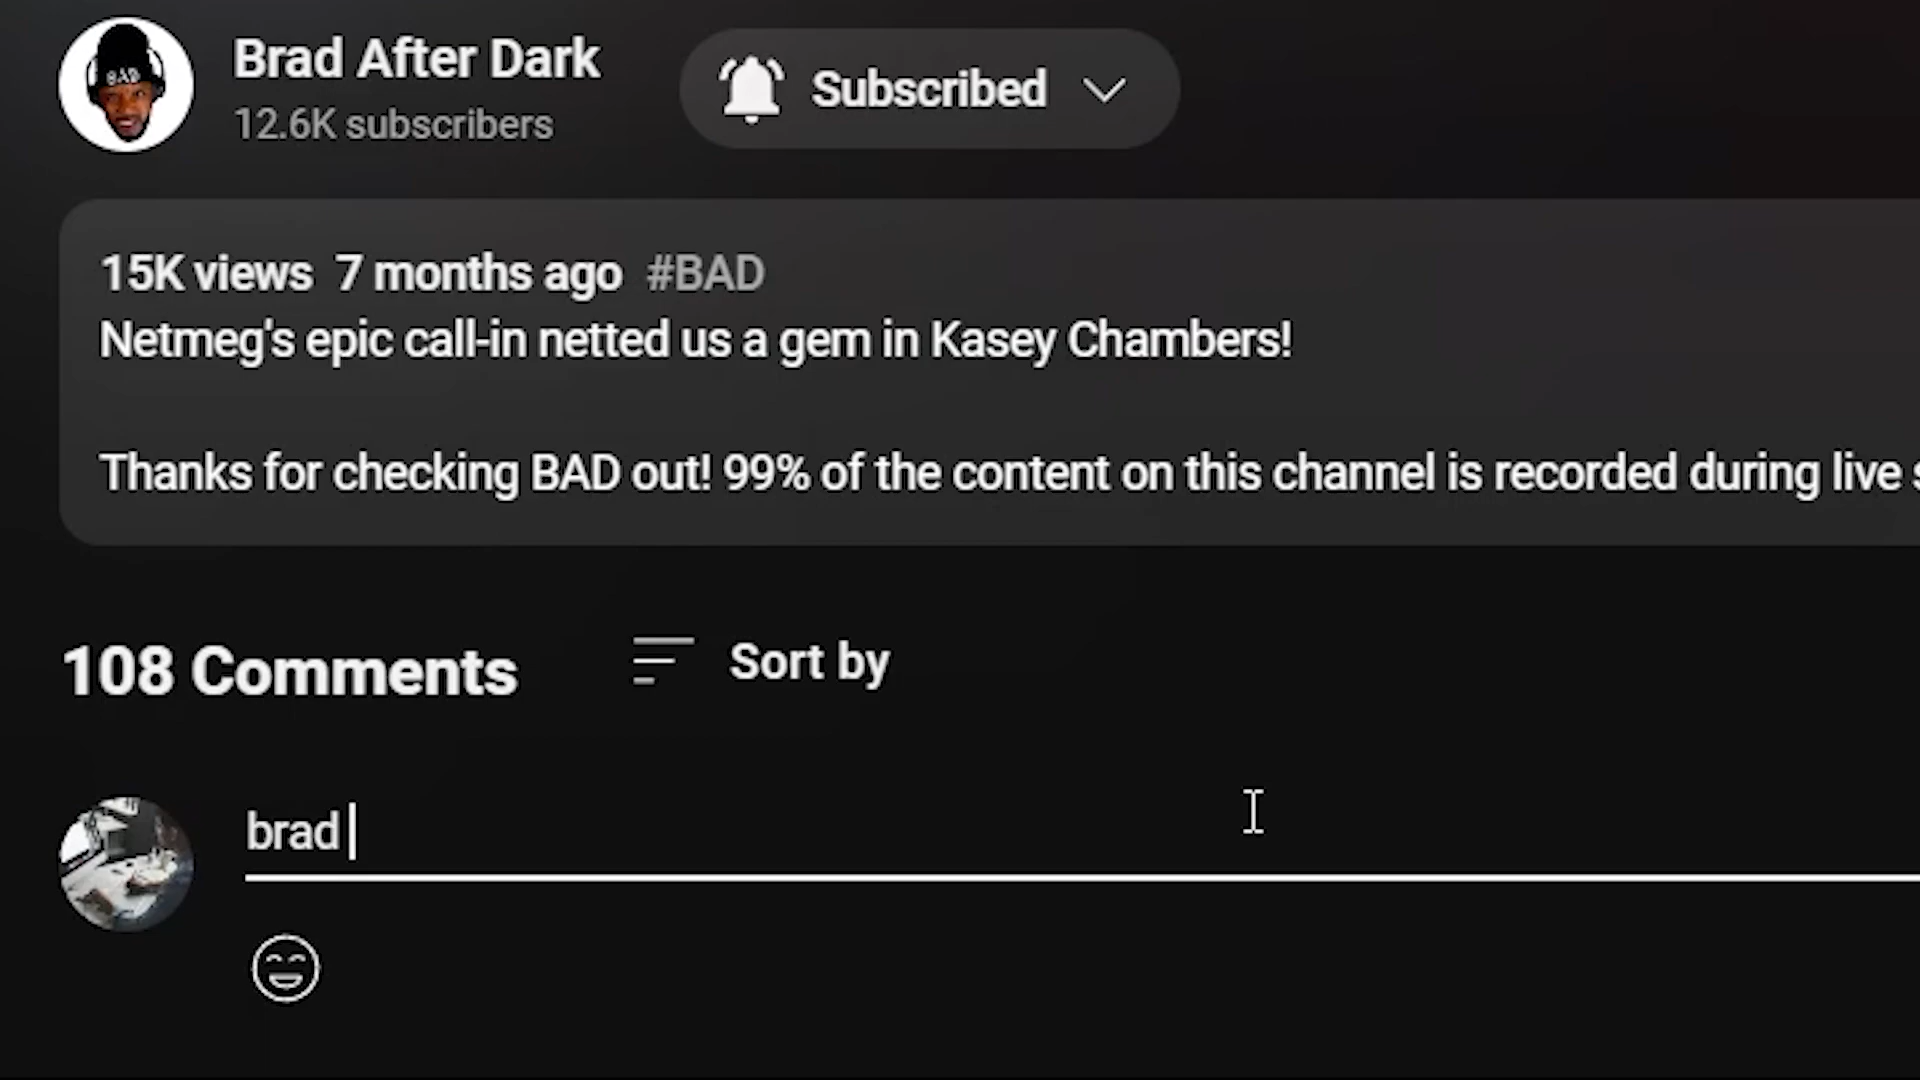 BAD
Brad After Dark
12.6K subscribers
Subscribed
15K views 7 months ago #BAD
Netmeg's epic call-in netted us a gem in Kasey Chambers!
Thanks for checking BAD out! 99% of the content on this channel is recorded during live
108 Comments
Sort by
brad